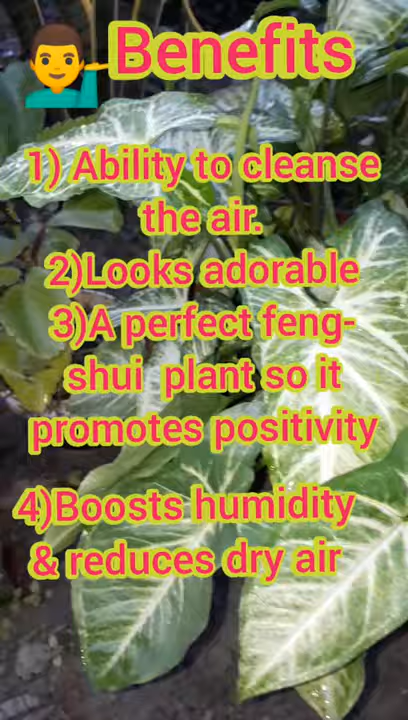 Benefits
1) Ability to cleanse
the air.
2)Looks adorable
3)A perfect feng-
shui plant so it
promotes positivity
4)Boosts humidity
& reduces dry air